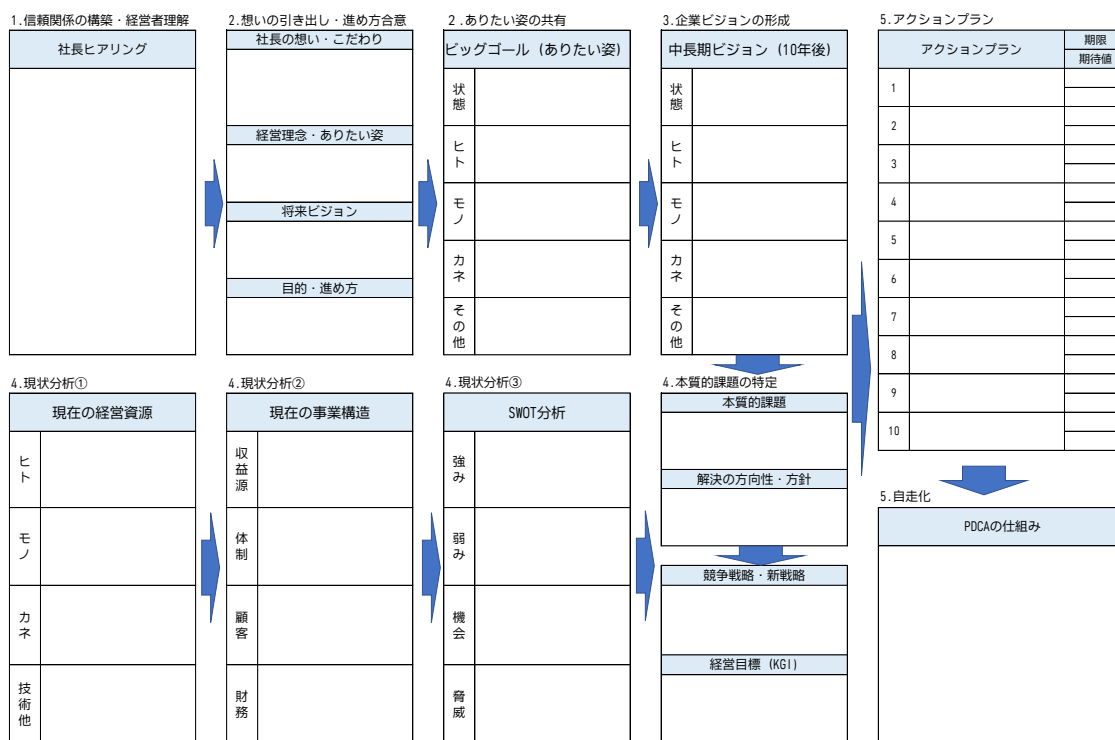 1.信頼関係の構築・経営者理解
社長ヒアリング
2.想いの引き出し・進め方合意
社長の想い・こだわり
経営理念・ありたい姿
将来ビジョン
目的・進め方
2.ありたい姿の共有
ビッグゴール (ありたい姿)
状態
ヒト
モノ
カネ
その他
3.企業ビジョンの形成
中長期ビジョン (10年後)
状態
ヒト
モノ
カネ
その他
5.アクションプラン
アクションプラン
期限
期待値
1
2
3
4
5
6
7
8
9
10
4.現状分析①
現在の経営資源
ヒト
モノ
カネ
技術他
4.現状分析②
現在の事業構造
収益源
体制
顧客
財務
4.現状分析③
SWOT分析
強み
弱み
機会
脅威
4.本質的課題の特定
本質的課題
解決の方向性・方針
競争戦略・新戦略
経営目標 (KGI)
5.自走化
PDCAの仕組み